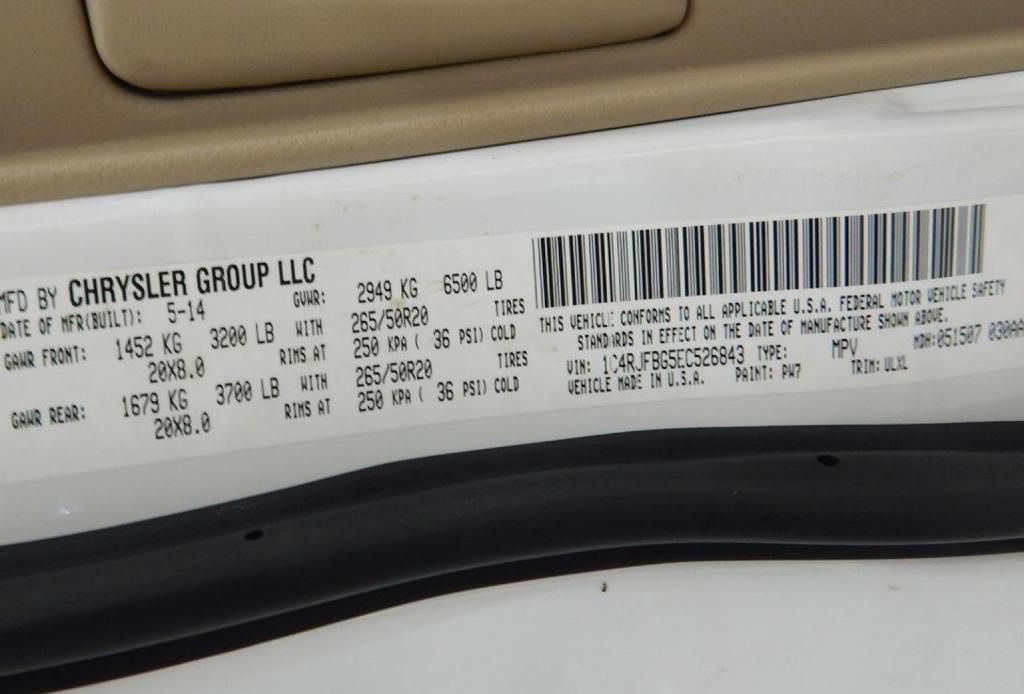 MFD BY CHRYSLER GROUP LLC
DATE OF MFR(BUILT): 5-14 GVWR: 2949 KG 6500 LB
GAWR FRONT: 1452 KG 3200 LB WITH 265/50R20 TIRES
20X8.0 RIMS AT 250 KPA ( 36 PSI) COLD
GAWR REAR: 1679 KG 3700 LB WITH 265/50R20 TIRES
20X8.0 RIMS AT 250 KPA ( 36 PSI) COLD
THIS VEHICLE CONFORMS TO ALL APPLICABLE U.S.A. FEDERAL MOTOR VEHICLE SAFETY
STANDARDS IN EFFECT ON THE DATE OF MANUFACTURE SHOWN ABOVE.
VIN: 1C4RJFBG5EC526843 TYPE: MPV MDH: 051507 030AA
VEHICLE MADE IN U.S.A. PAINT: PW7 TRIM: ULXL